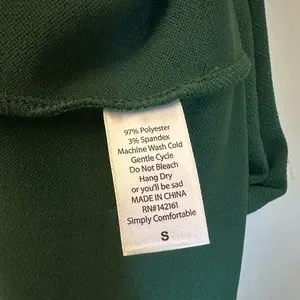 97% Polyester
3% Spandex
Machine Wash Cold
Gentle Cycle
Do Not Bleach
Hang Dry
or you'll be sad
MADE IN CHINA
RN#142161
Simply Comfortable
S